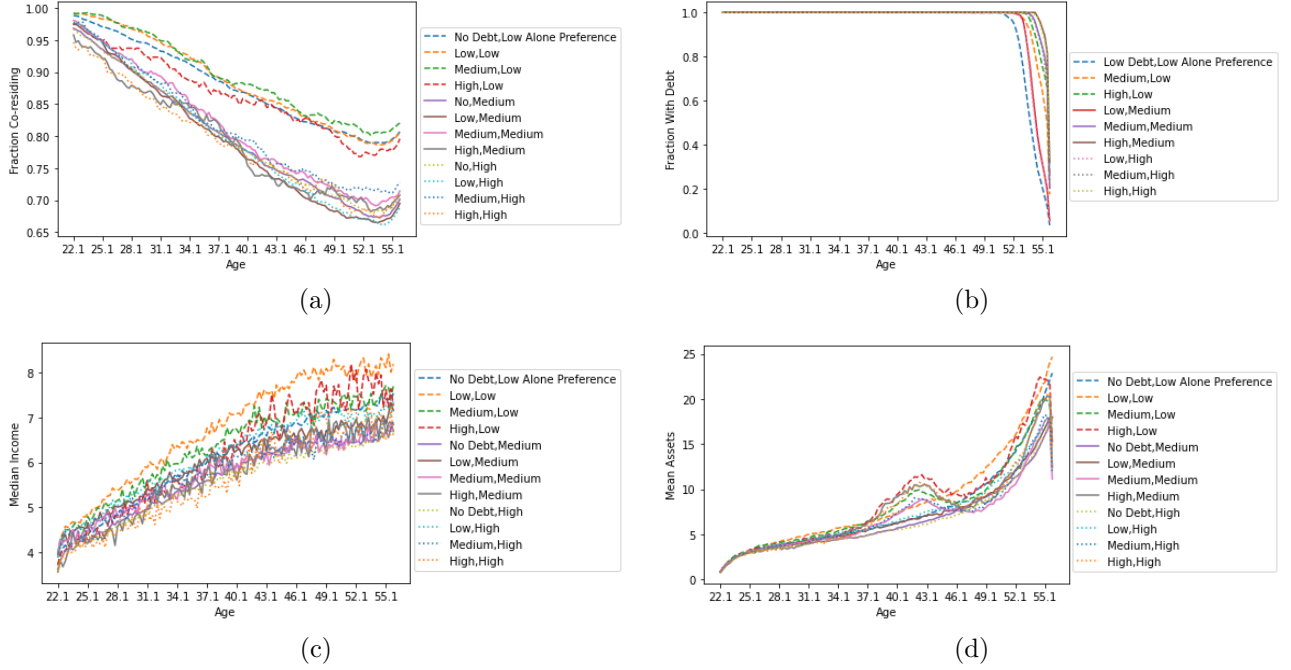 Fraction Co-residing
1.00
0.95
0.90
0.85
0.80
0.75
0.70
0.65
22.1 25.1 28.1 31.1 34.1 37.1 40.1 43.1 46.1 49.1 52.1 55.1
Age
No Debt,Low Alone Preference
Low,Low
Medium,Low
High,Low
No,Medium
Low,Medium
Medium,Medium
High,Medium
No,High
Low,High
Medium,High
High,High
(a)
Fraction With Debt
1.0
0.8
0.6
0.4
0.2
0.0
22.1 25.1 28.1 31.1 34.1 37.1 40.1 43.1 46.1 49.1 52.1 55.1
Age
Low Debt,Low Alone Preference
Medium,Low
High,Low
Low,Medium
Medium,Medium
High,Medium
Low,High
Medium,High
High,High
(b)
Median Income
8
7
6
5
4
22.1 25.1 28.1 31.1 34.1 37.1 40.1 43.1 46.1 49.1 52.1 55.1
Age
No Debt,Low Alone Preference
Low,Low
Medium,Low
High,Low
No Debt,Medium
Low,Medium
Medium,Medium
High,Medium
No Debt,High
Low,High
Medium,High
High,High
(c)
Mean Assets
25
20
15
10
5
0
22.1 25.1 28.1 31.1 34.1 37.1 40.1 43.1 46.1 49.1 52.1 55.1
Age
No Debt,Low Alone Preference
Low,Low
Medium,Low
High,Low
No Debt,Medium
Low,Medium
Medium,Medium
High,Medium
No Debt,High
Low,High
Medium,High
High,High
(d)